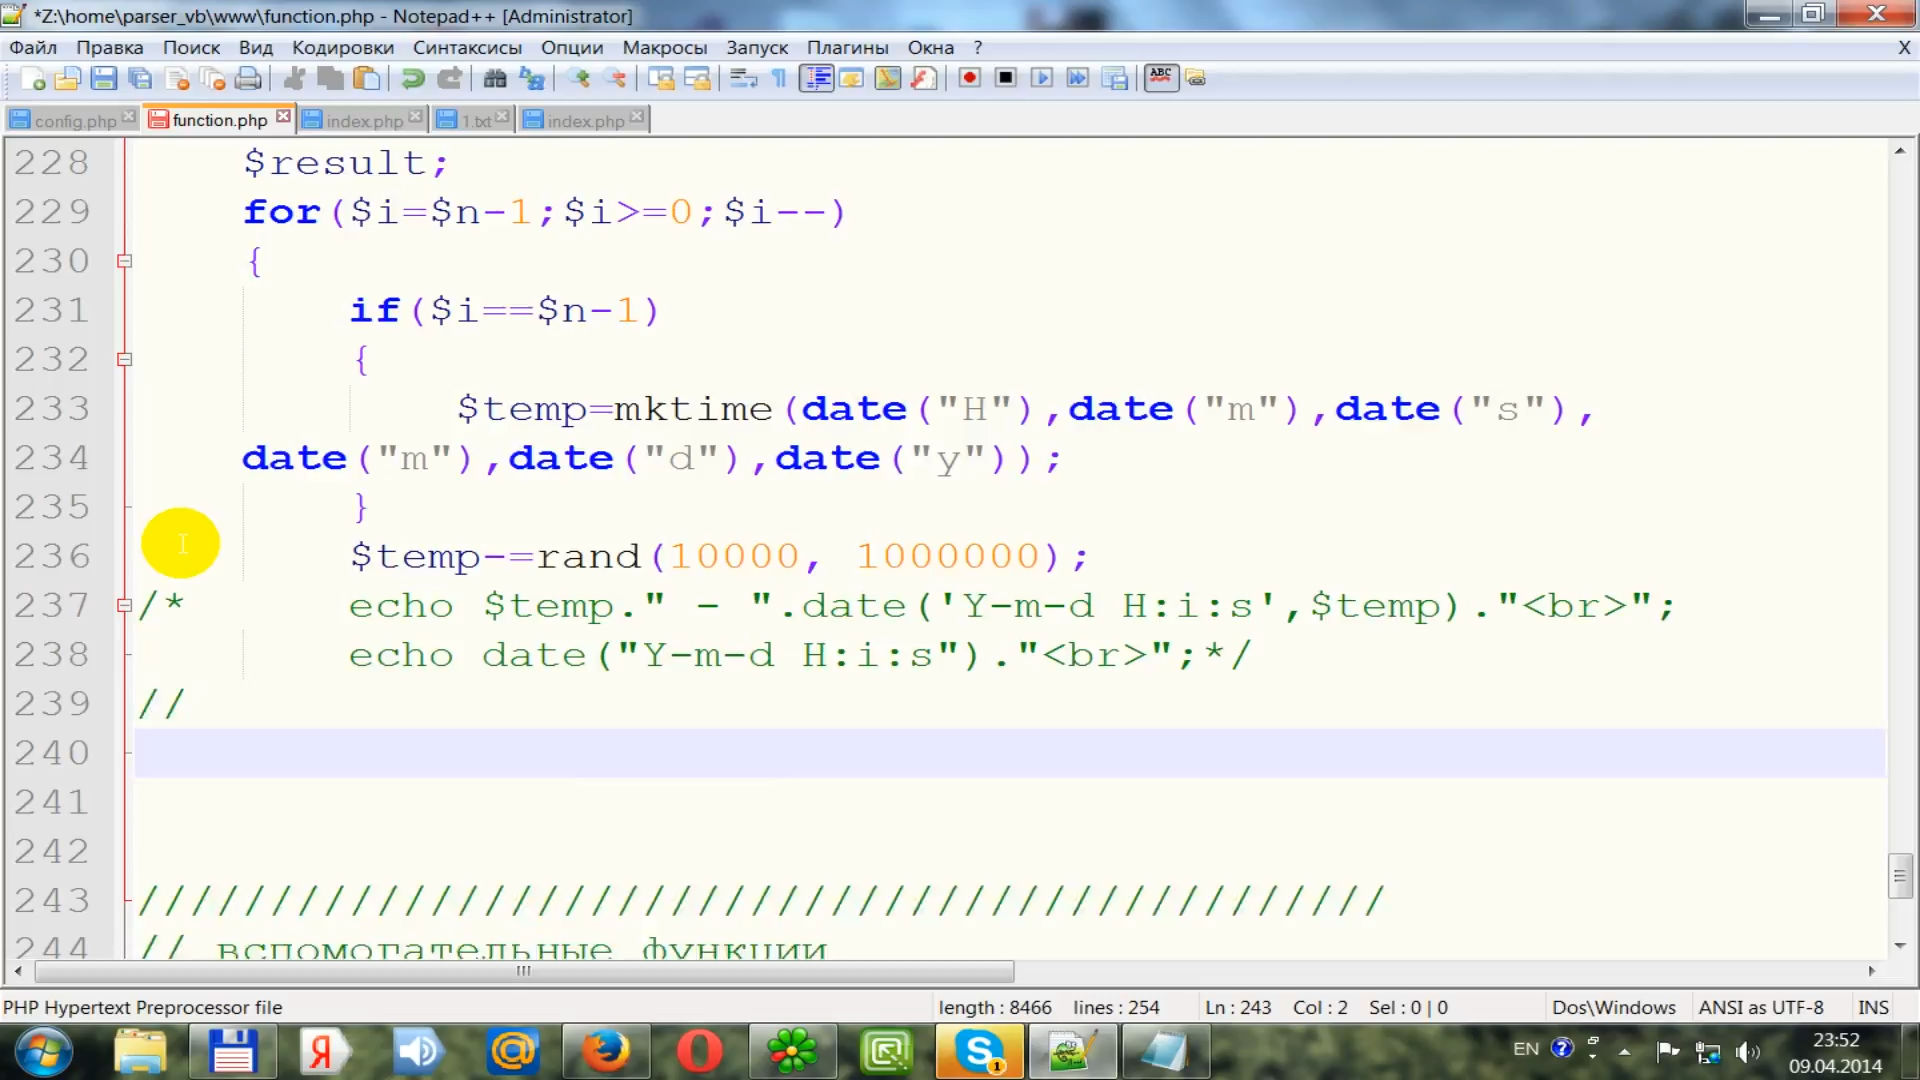 *Z:\home\parser_vb\www\function.php - Notepad++ [Administrator]
Файл Правка Поиск Вид Кодировки Синтаксисы Опции Макросы Запуск Плагины Окна ? X
ABC
config.php function.php index.php 1.txt index.php
228 $result;
229 for($i=$n-1;$i>=0;$i--)
230 {
231 if($i==$n-1)
232 {
233 $temp=mktime(date("H"),date("m"),date("s"),
234 date("m"),date("d"),date("y"));
235 }
236 $temp-=rand(10000, 1000000);
237 /* echo $temp." - ".date('Y-m-d H:i:s',$temp)."<br>";
238 echo date("Y-m-d H:i:s")."<br>";*/
239 //
240
241
242
243 ///////////////////////////////////////////////
244 // вспомогательные функции
PHP Hypertext Preprocessor file length : 8466 lines : 254 Ln : 243 Col : 2 Sel : 0 | 0 Dos\Windows ANSI as UTF-8 INS
Я @ S 1 EN ? 23:52
09.04.2014